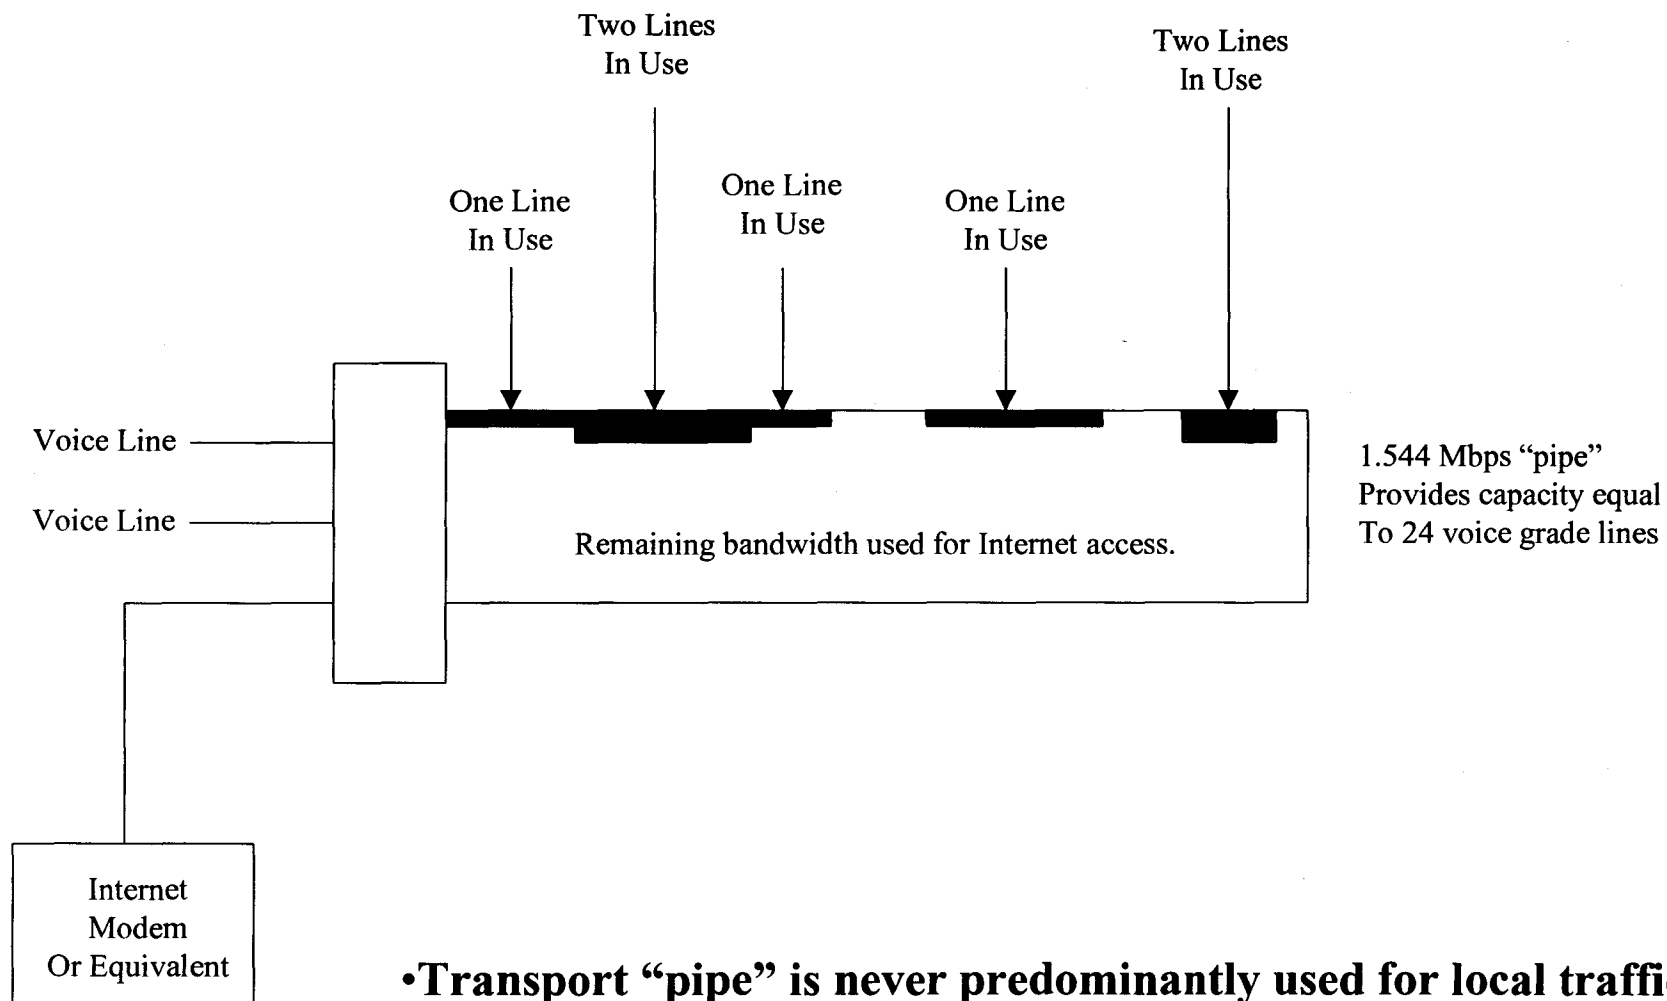 Two Lines
In Use
Two Lines
In Use
One Line
In Use
One Line
In Use
One Line
In Use
Voice Line
Voice Line
1.544 Mbps “pipe”
Provides capacity equal
To 24 voice grade lines
Remaining bandwidth used for Internet access.
Internet
Modem
Or Equivalent
•Transport “pipe” is never predominantly used for local traffi